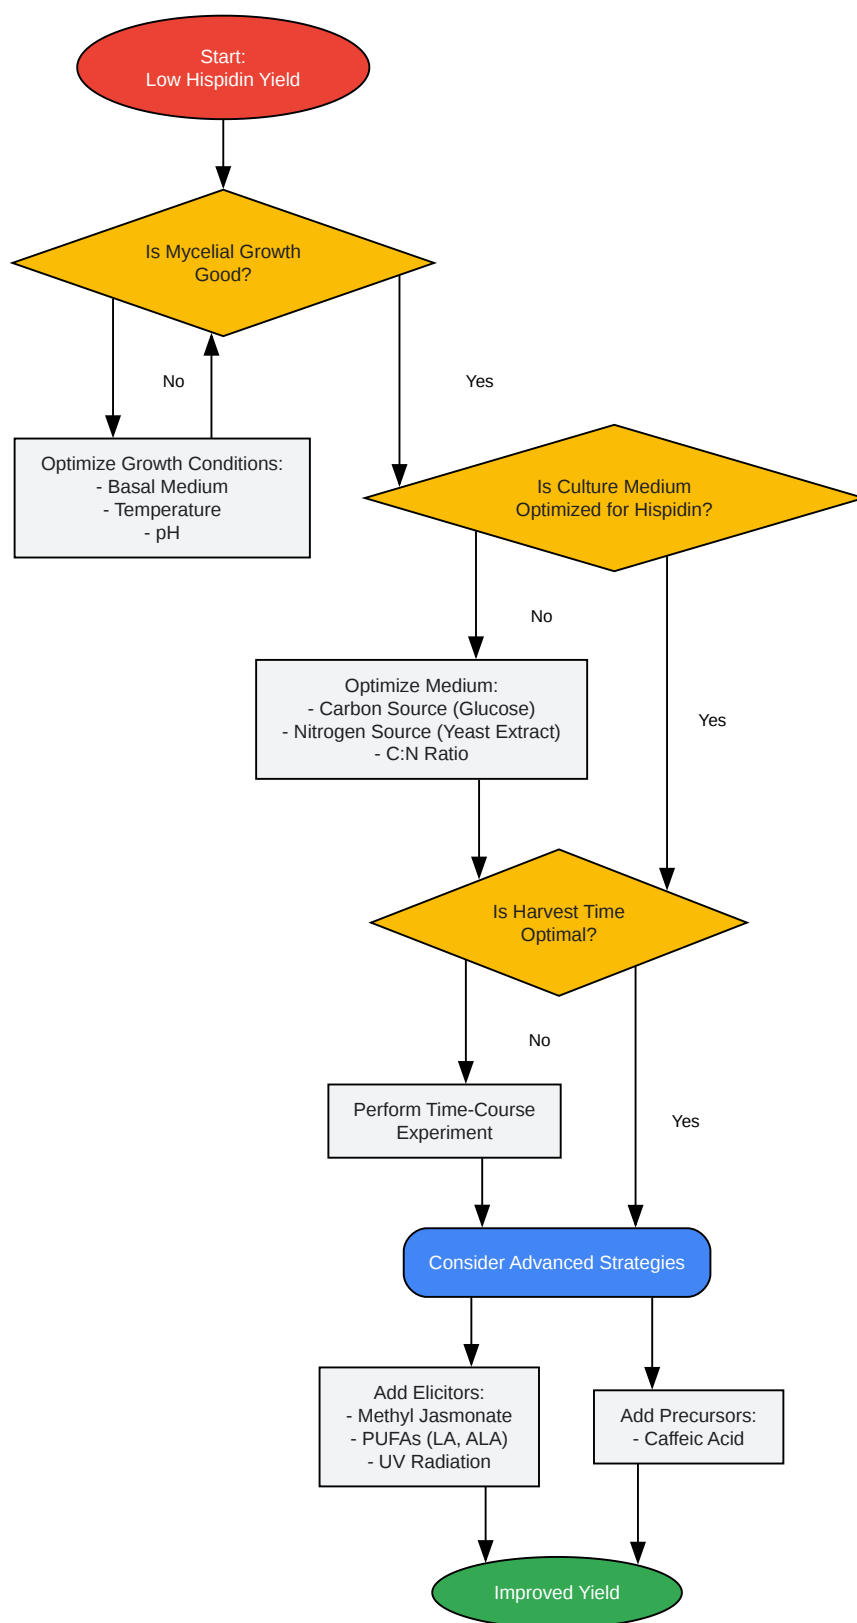 Start:
Low Hispidin Yield
Is Mycelial Growth
Good?
No
Yes
Optimize Growth Conditions:
- Basal Medium
- Temperature
- pH
Is Culture Medium
Optimized for Hispidin?
No
Yes
Optimize Medium:
- Carbon Source (Glucose)
- Nitrogen Source (Yeast Extract)
- C:N Ratio
Is Harvest Time
Optimal?
No
Yes
Perform Time-Course
Experiment
Consider Advanced Strategies
Add Elicitors:
- Methyl Jasmonate
- PUFAs (LA, ALA)
- UV Radiation
Add Precursors:
- Caffeic Acid
Improved Yield